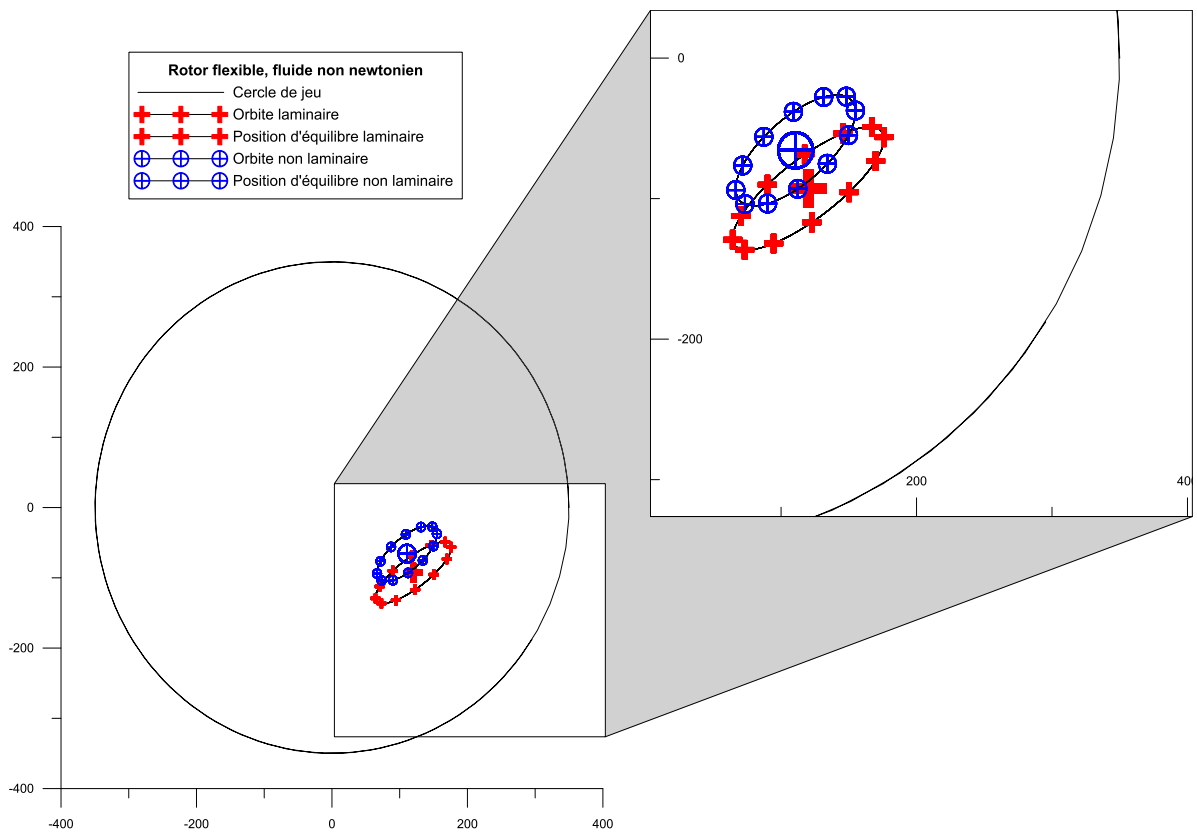 Rotor flexible, fluide non newtonien
Cercle de jeu
Orbite laminaire
Position d'équilibre laminaire
Orbite non laminaire
Position d'équilibre non laminaire
0
-200
200
40
400
200
0
-200
-400
-400
-200
0
200
400